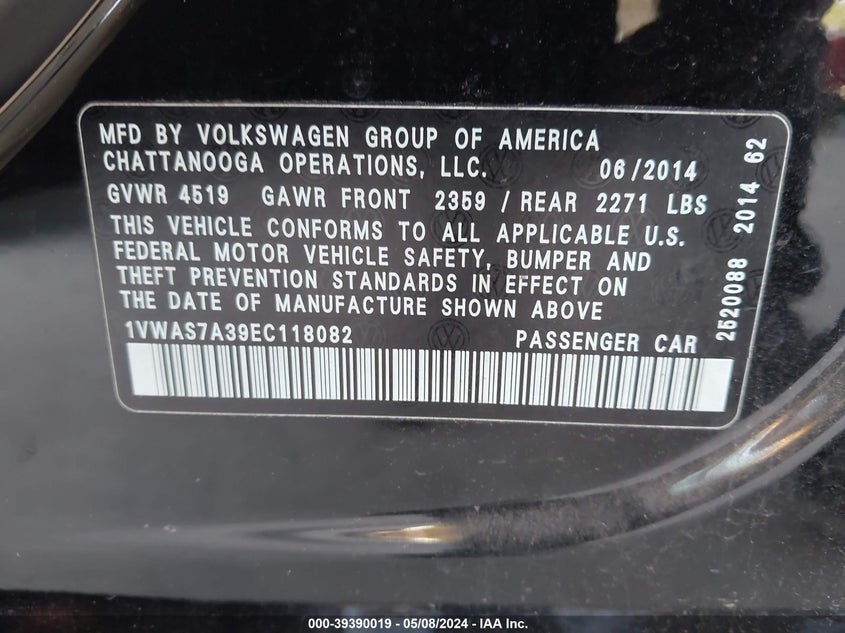 MFD BY VOLKSWAGEN GROUP OF AMERICA
CHATTANOOGA OPERATIONS, LLC. 06/2014
GVWR 4519 GAWR FRONT 2359 / REAR 2271 LBS
THIS VEHICLE CONFORMS TO ALL APPLICABLE U.S.
FEDERAL MOTOR VEHICLE SAFETY, BUMPER AND
THEFT PREVENTION STANDARDS IN EFFECT ON
THE DATE OF MANUFACTURE SHOWN ABOVE
1VWAS7A39EC118082 PASSENGER CAR
2520088 2014 62
000-39390019 - 05/08/2024 - IAA Inc.